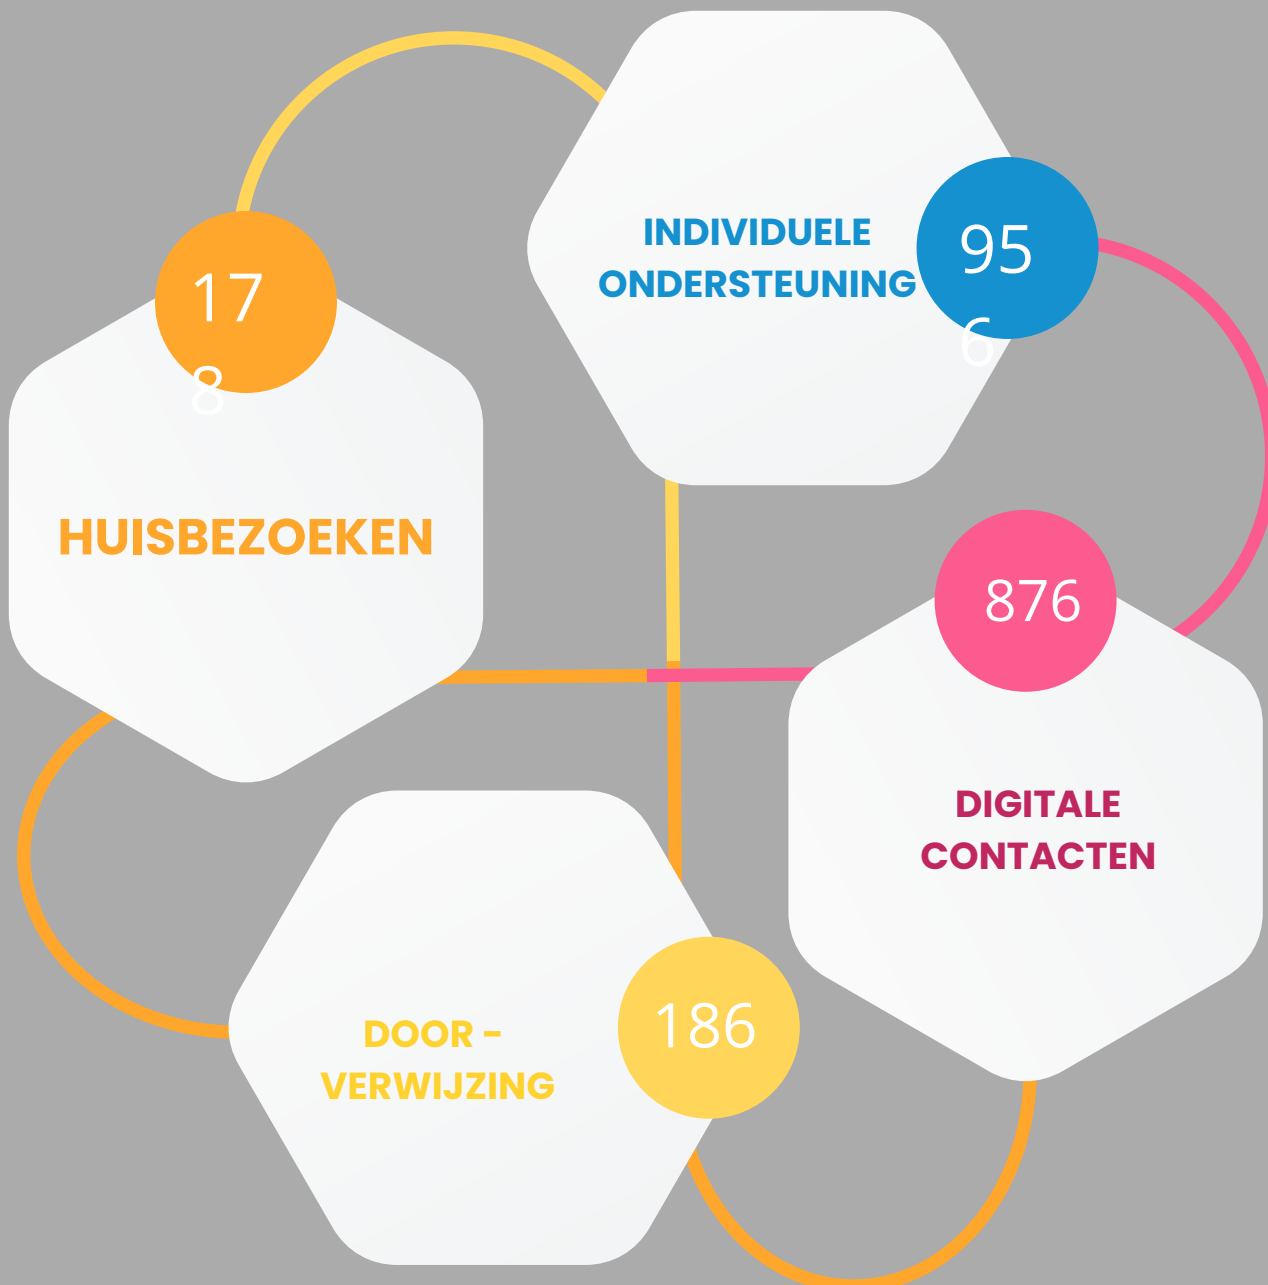 INDIVIDUELE
ONDERSTEUNING
95
6
17
8
HUISBEZOEKEN
876
DIGITALE
CONTACTEN
DOOR -
VERWIJZING
186